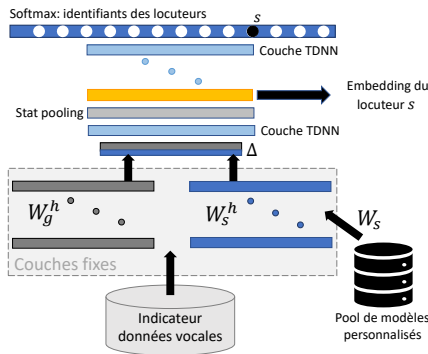 Softmax: identifiants des locuteurs
s
Couche TDNN
Embedding du
locuteur s
Stat pooling
Couche TDNN
Δ
W_g^h
W_s^h
W_s
Couches fixes
Indicateur
données vocales
Pool de modèles
personnalisés